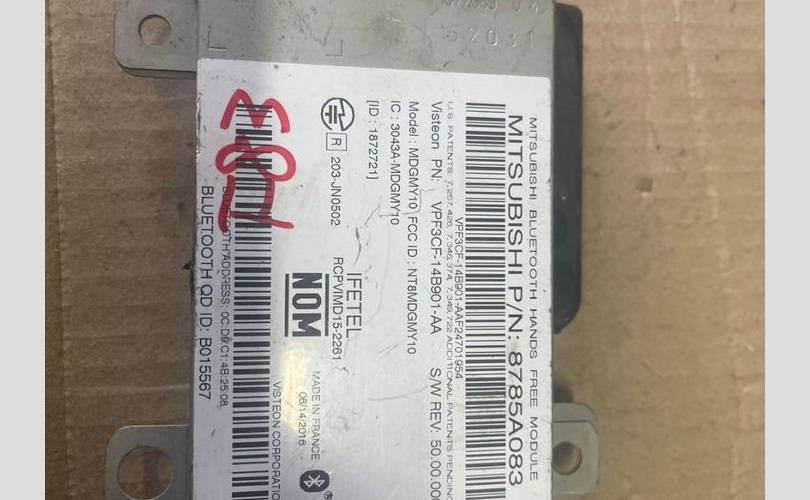 MITSUBISHI BLUETOOTH HANDS FREE MODULE
MITSUBISHI P/N: 8785A083
VPF3CF-14B901-AAF24701954
U.S. PATENTS: 7,257,426, 7,346,374, 7,349,722 ADDITIONAL PATENTS PENDING
Visteon PN: VPF3CF-14B901-AA S/W REV: 50.00.00
Model : MDGMY10 FCC ID : NT8MDGMY10
IC : 3043A-MDGMY10
[ID : 1872721]
R 203-JN0502
IFETEL
RCPVIMD15-2261
NOM
MADE IN FRANCE
06/14/2016
VISTEON CORPORATION
BLUETOOTH ADDRESS: 0C:D9:C1:4B:25:08
BLUETOOTH QD ID: B015567
52031